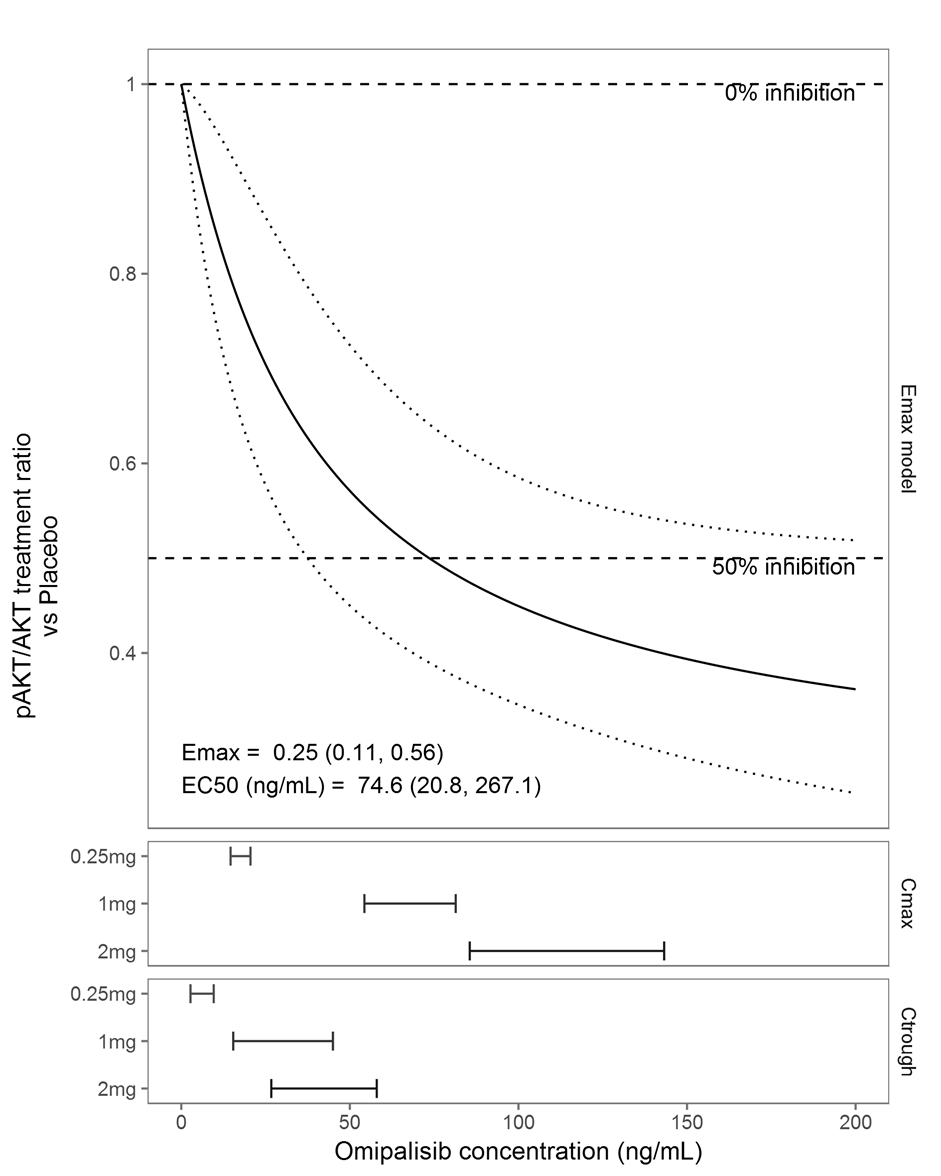 1
0% inhibition
0.8
0.6
50% inhibition
0.4
pAKT/AKT treatment ratio
vs Placebo
Emax model
Emax = 0.25 (0.11, 0.56)
EC50 (ng/mL) = 74.6 (20.8, 267.1)
0.25mg
1mg
2mg
Cmax
0.25mg
1mg
2mg
Ctrough
0 50 100 150 200
Omipalisib concentration (ng/mL)